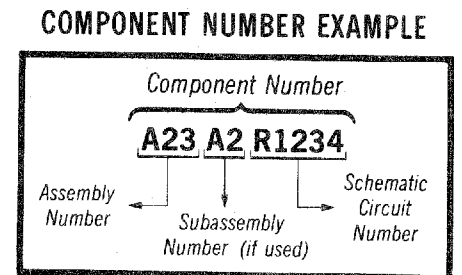 COMPONENT NUMBER EXAMPLE
Component Number
A23 A2 R1234
Assembly
Number
Subassembly
Number (if used)
Schematic
Circuit
Number